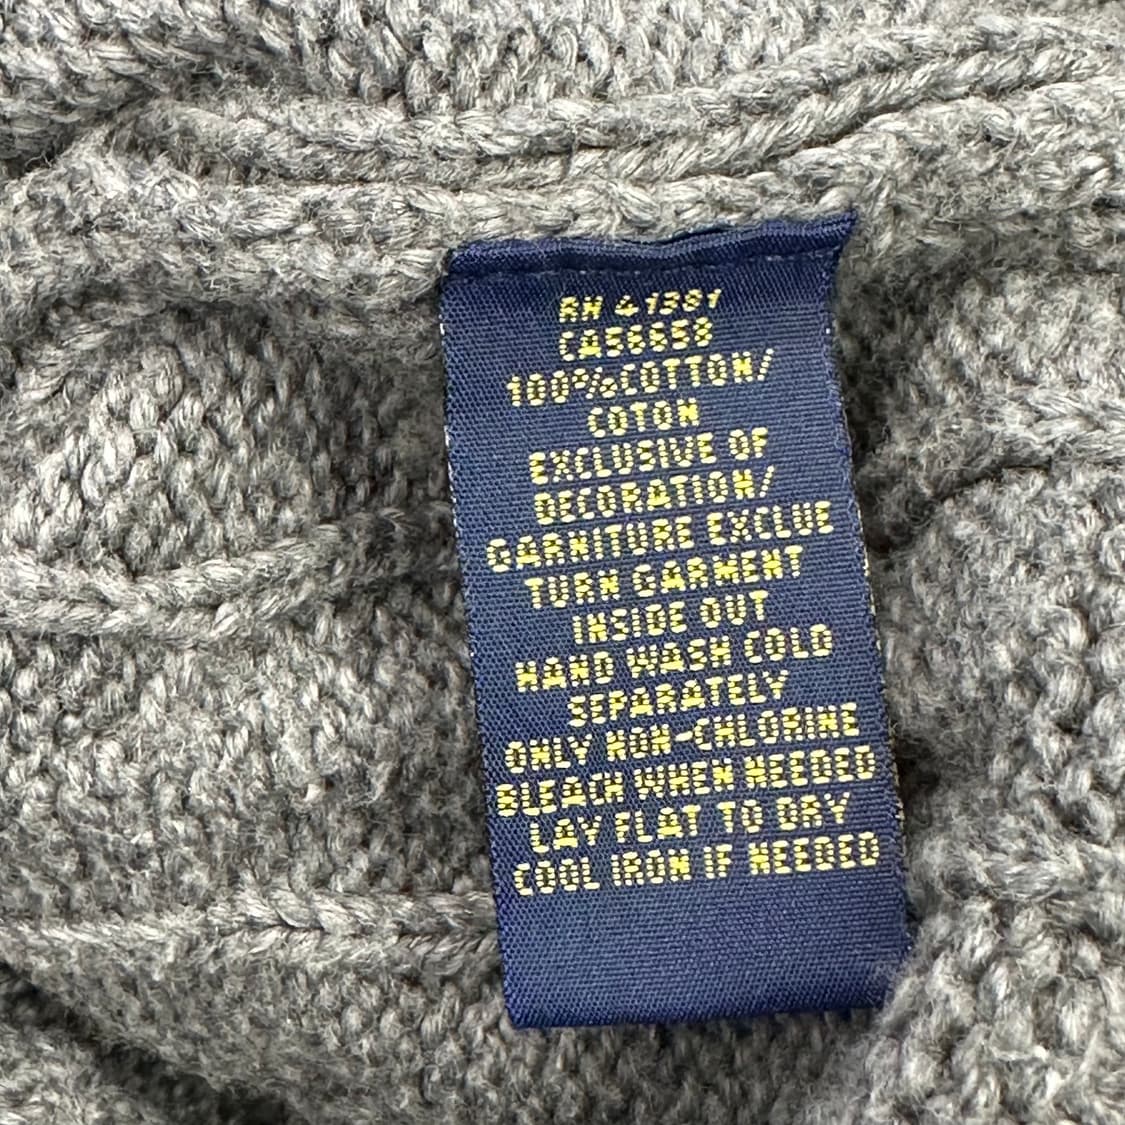 RN 41381
CA56658
100%COTTON/
COTON
EXCLUSIVE OF
DECORATION/
GARNITURE EXCLUE
TURN GARMENT
INSIDE OUT
HAND WASH COLD
SEPARATELY
ONLY NON-CHLORINE
BLEACH WHEN NEEDED
LAY FLAT TO DRY
COOL IRON IF NEEDED